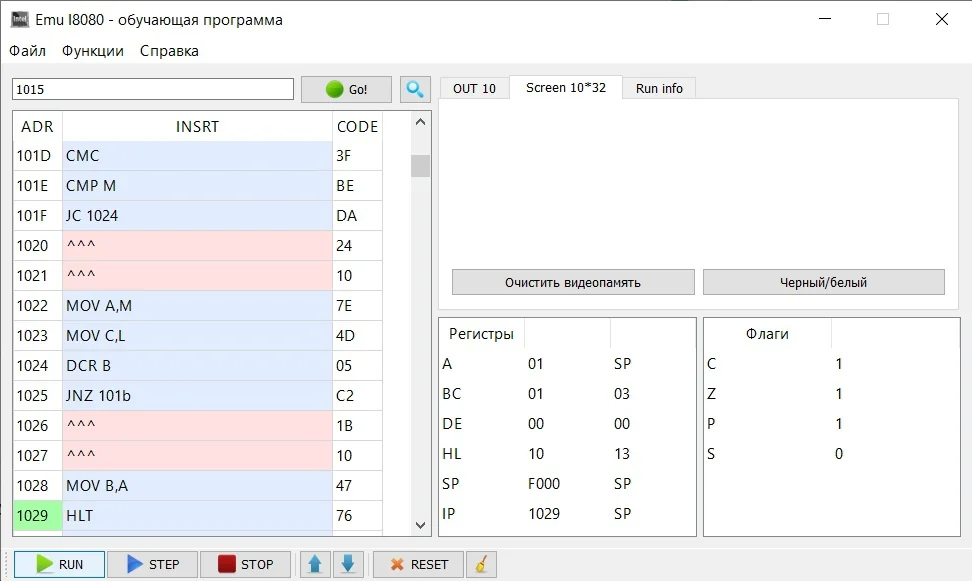 intel
Emu I8080 - обучающая программа
Файл Функции Справка
1015 Go!
OUT 10 Screen 10*32 Run info
ADR INSRT CODE
101D CMC 3F
101E CMP M BE
101F JC 1024 DA
1020 ^^^ 24
1021 ^^^ 10
1022 MOV A,M 7E
1023 MOV C,L 4D
1024 DCR B 05
1025 JNZ 101b C2
1026 ^^^ 1B
1027 ^^^ 10
1028 MOV B,A 47
1029 HLT 76
Очистить видеопамять Черный/белый
Регистры
A 01 SP
BC 01 03
DE 00 00
HL 10 13
SP F000 SP
IP 1029 SP
Флаги
C 1
Z 1
P 1
S 0
RUN STEP STOP RESET